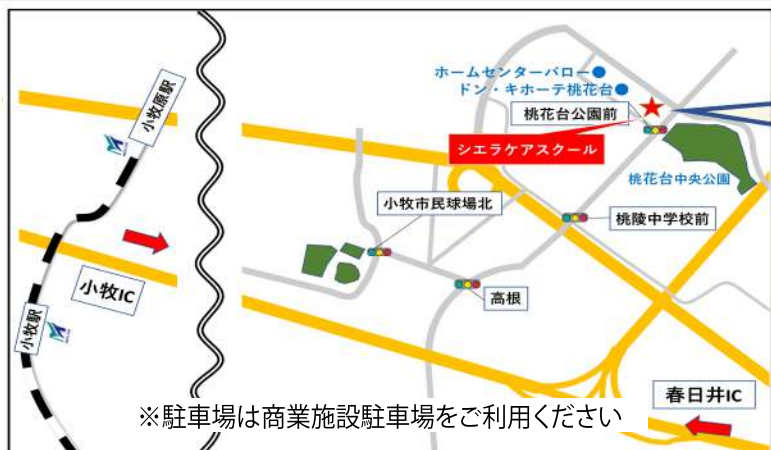 小牧原駅
ホームセンターバロー
ドン・キホーテ桃花台
桃花台公園前
シエラケアスクール
桃花台中央公園
小牧市民球場北
桃陵中学校前
小牧IC
高根
小牧駅
春日井IC
※駐車場は商業施設駐車場をご利用ください